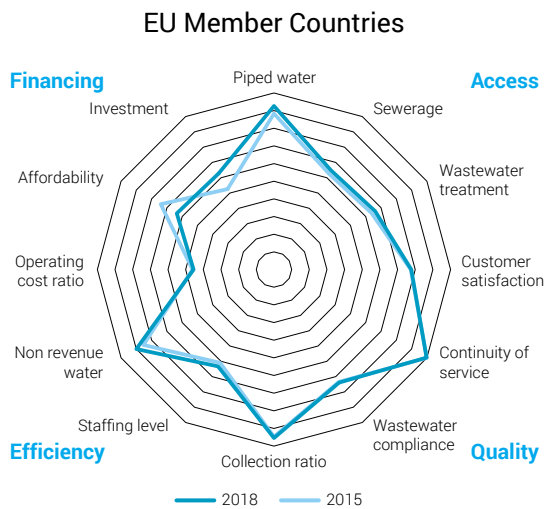 EU Member Countries
Financing
Access
Piped water
Investment
Sewerage
Affordability
Wastewater
treatment
Operating
cost ratio
Customer
satisfaction
Non revenue
water
Continuity of
service
Staffing level
Wastewater
compliance
Efficiency
Collection ratio
Quality
2018
2015